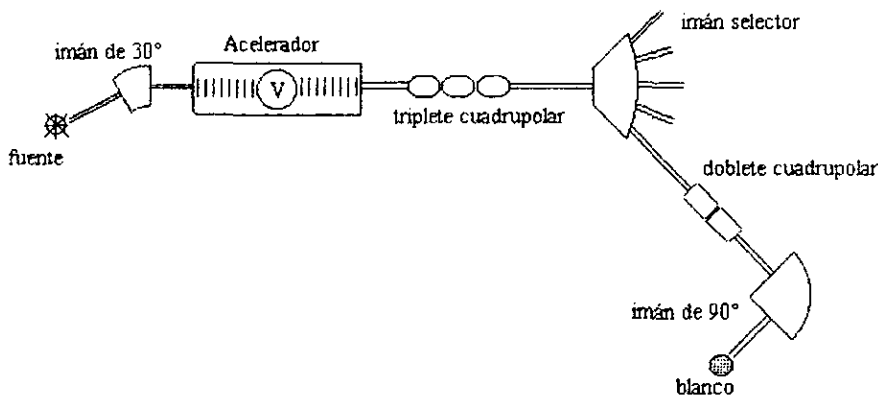 imán selector
Acelerador
imán de 30°
V
triplete cuadrupolar
fuente
doblete cuadrupolar
imán de 90°
blanco